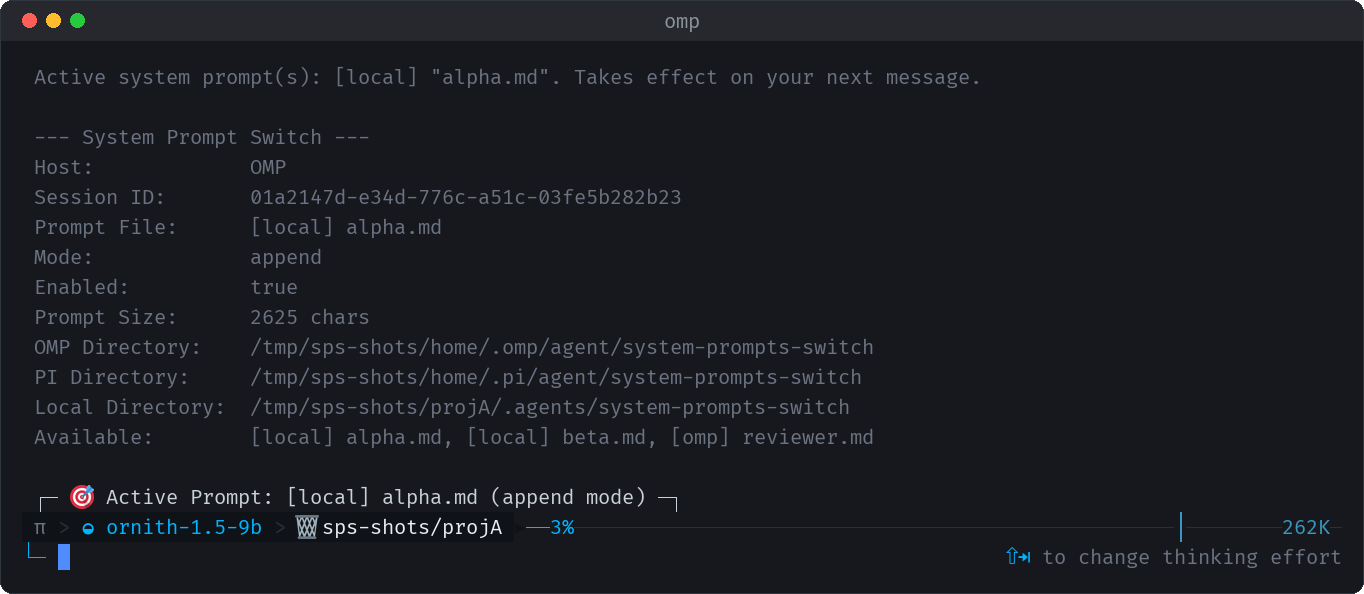 omp
Active system prompt(s): [local] "alpha.md". Takes effect on your next message.
--- System Prompt Switch ---
Host: OMP
Session ID: 01a2147d-e34d-776c-a51c-03fe5b282b23
Prompt File: [local] alpha.md
Mode: append
Enabled: true
Prompt Size: 2625 chars
OMP Directory: /tmp/sps-shots/home/.omp/agent/system-prompts-switch
PI Directory: /tmp/sps-shots/home/.pi/agent/system-prompts-switch
Local Directory: /tmp/sps-shots/projA/.agents/system-prompts-switch
Available: [local] alpha.md, [local] beta.md, [omp] reviewer.md
🎯 Active Prompt: [local] alpha.md (append mode)
π > ornith-1.5-9b > 🗑 sps-shots/projA 3% 262K
⇧⇥ to change thinking effort